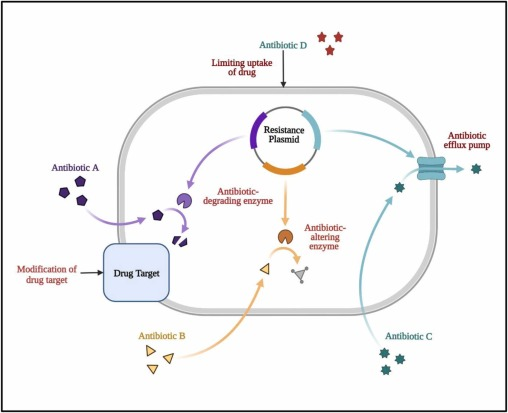 Antibiotic D
Limiting uptake
of drug
Resistance
Plasmid
Antibiotic
efflux pump
Antibiotic A
Antibiotic-
degrading enzyme
Antibiotic-
altering
enzyme
Modification of
drug target
Drug Target
Antibiotic B
Antibiotic C